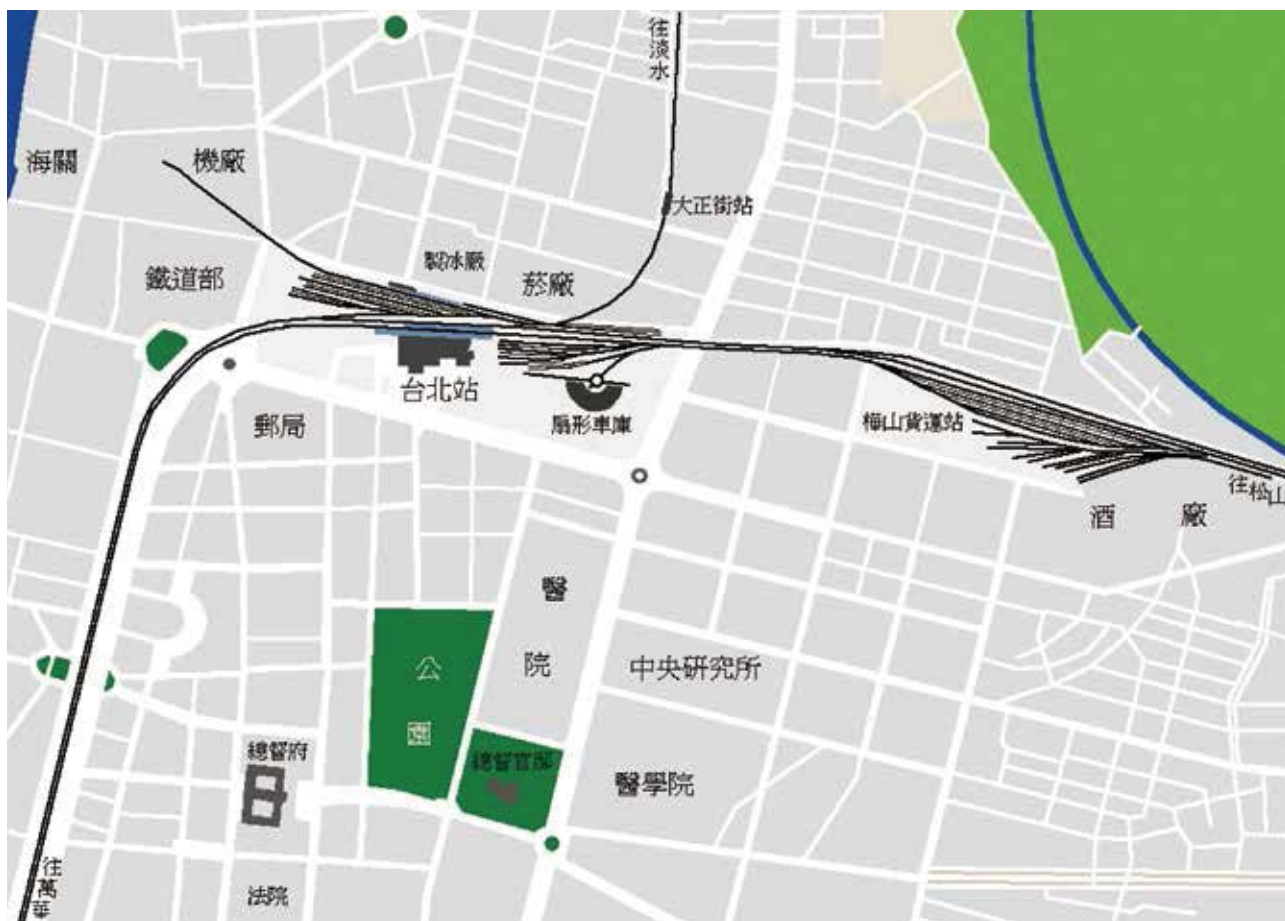 往淡水
海關
機廠
大正街站
製冰廠
菸廠
鐵道部
台北站
郵局
扇形車庫
樺山貨運站
往松山
酒廠
醫院
公園
中央研究所
總督府
總督官邸
醫學院
往萬華
法院